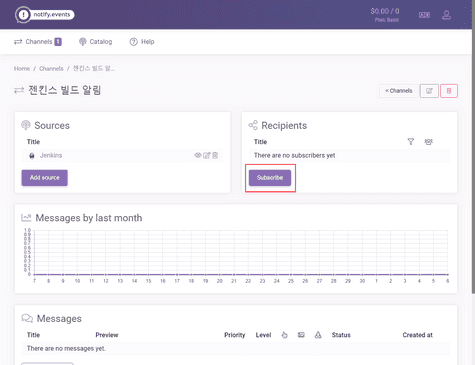 notify.events
$0.00 / 0
Plan: Basic
Channels 1
Catalog
Help
Home / Channels / 젠킨스 빌드 알...
젠킨스 빌드 알림
< Channels
Sources
Title
Jenkins
Add source
Recipients
Title
There are no subscribers yet
Subscribe
Messages by last month
1.0
0.9
0.8
0.7
0.6
0.5
0.4
0.3
0.2
0.1
0
7 8 9 10 11 12 13 14 15 16 17 18 19 20 21 22 23 24 25 26 27 28 29 30 1 2 3 4 5 6
Messages
Title Preview Priority Level Status Created at
There are no messages yet.